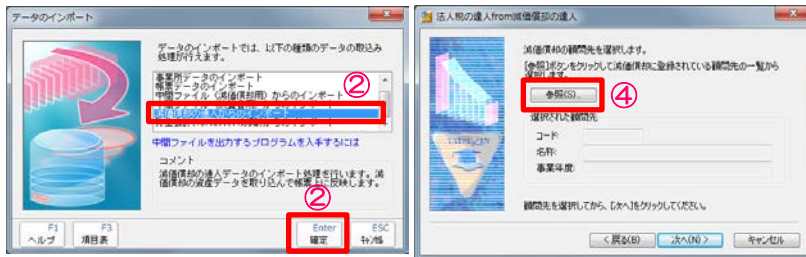 データのインポート
データのインポートでは、以下の種類のデータの取込み
処理が行えます。
事業所データのインポート
帳票データのインポート
中間ファイル(減価償却用)からのインポート
②
減価償却の達人からのインポート
中間ファイルを出力するプログラムを入手するには
コメント
減価償却の達人データのインポート処理を行います。減
価償却の資産データを取り込んで帳票上に反映します。
②
F1
ヘルプ
F3
項目表
Enter
確定
ESC
ｷｬﾝｾﾙ
法人税の達人from減価償却の達人
減価償却の顧問先を選択します。
[参照]ボタンをクリックして減価償却に登録されている顧問先の一覧から
選択します。
参照(S)...
④
選択された顧問先
コード:
名称:
事業年度:
顧問先を選択してから、[次へ]をクリックしてください。
< 戻る(B)
次へ(N) >
キャンセル